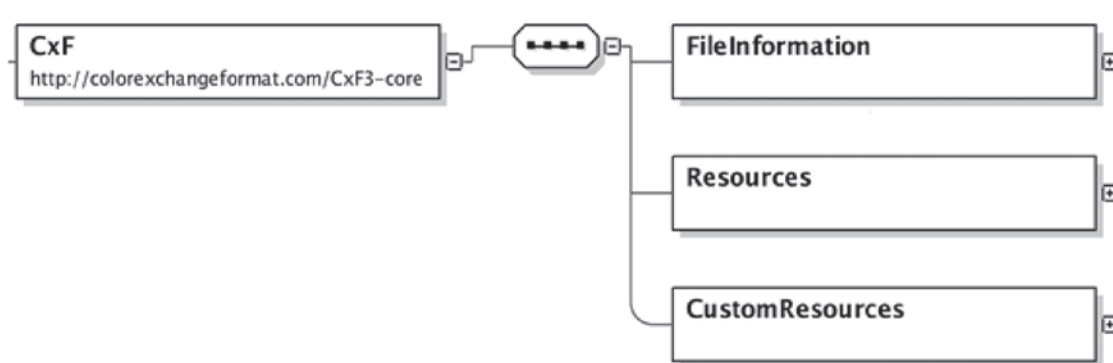 CxF
http://colorexchangeformat.com/CxF3-core
FileInformation
Resources
CustomResources